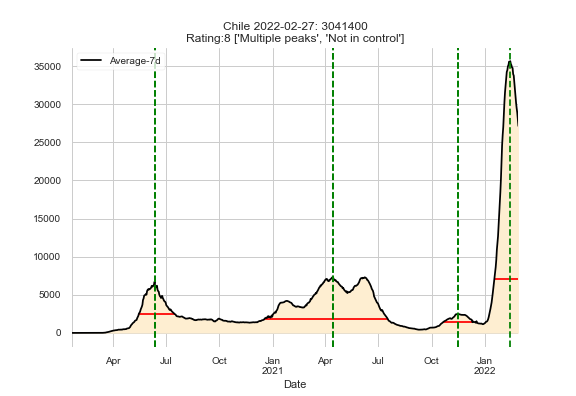 Chile 2022-02-27: 3041400
Rating:8 ['Multiple peaks', 'Not in control']
Average-7d
35000
30000
25000
20000
15000
10000
5000
0
Apr Jul Oct Jan Apr Jul Oct Jan
2021 2022
Date